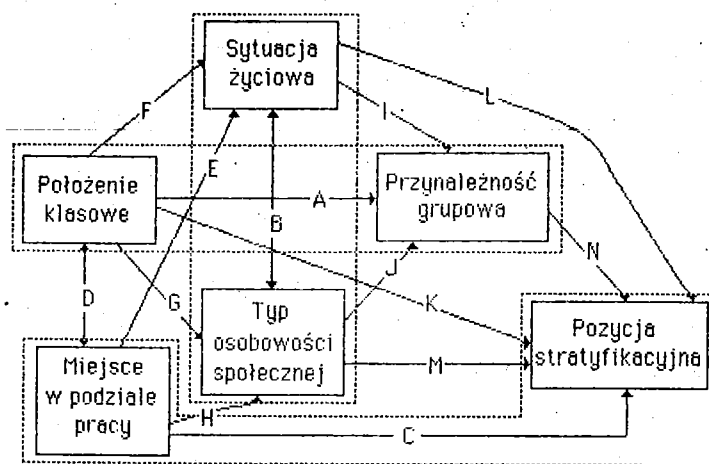 Sytuacja
życiowa
L
F
I
E
Położenie
klasowe
A
Przynależność
grupowa
B
J
N
D
G
K
Typ
osobowości
społecznej
Pozycja
stratyfikacyjna
Miejsce
w podziale
pracy
M
H
C